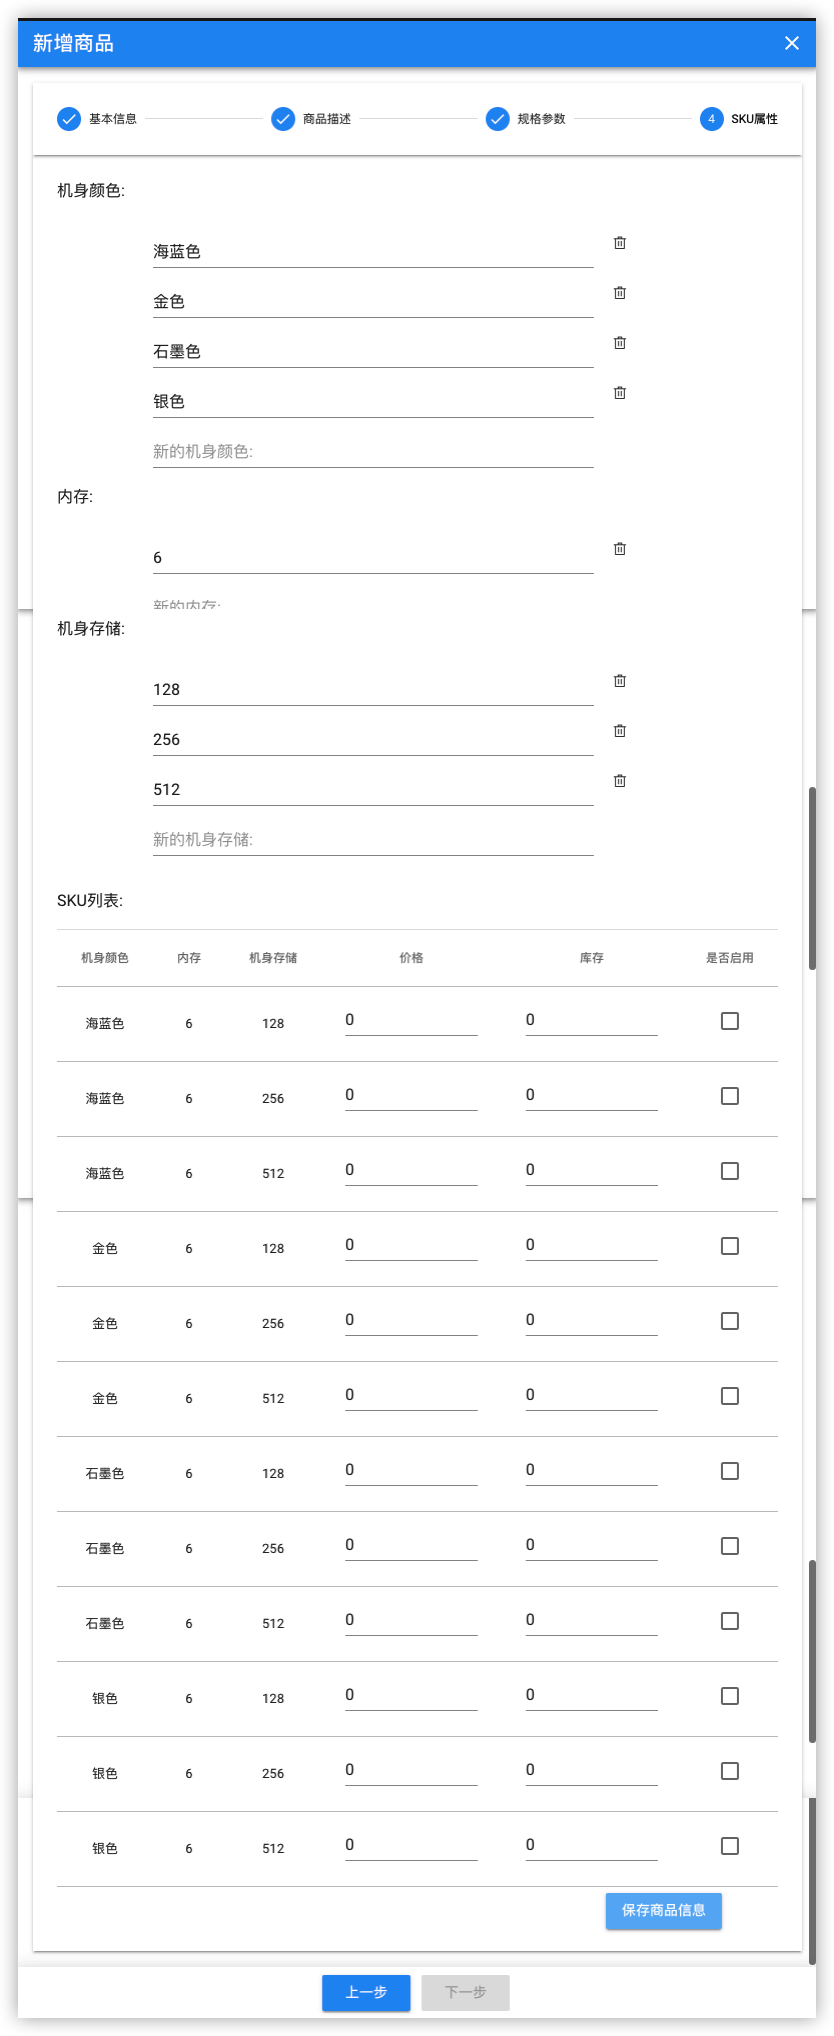 新增商品
基本信息 商品描述 规格参数 4 SKU属性
机身颜色:
海蓝色
金色
石墨色
银色
新的机身颜色:
内存:
6
新的内存:
机身存储:
128
256
512
新的机身存储:
SKU列表:
机身颜色 内存 机身存储 价格 库存 是否启用
海蓝色 6 128 0 0
海蓝色 6 256 0 0
海蓝色 6 512 0 0
金色 6 128 0 0
金色 6 256 0 0
金色 6 512 0 0
石墨色 6 128 0 0
石墨色 6 256 0 0
石墨色 6 512 0 0
银色 6 128 0 0
银色 6 256 0 0
银色 6 512 0 0
保存商品信息
上一步 下一步